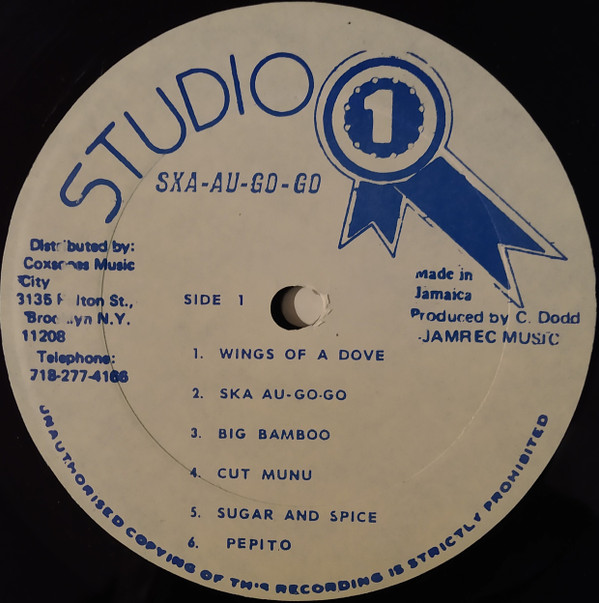 STUDIO
1
SXA-AU-GO-GO
Distributed by:
Coxsones Music
City
3135 Fulton St.,
Brooklyn N.Y.
11208
Telephone:
718-277-4166
SIDE 1
made in
Jamaica
Produced by C. Dodd
JAMREC MUSIC
1. WINGS OF A DOVE
2. SKA AU-GO-GO
3. BIG BAMBOO
4. CUT MUNU
5. SUGAR AND SPICE
6. PEPITO
UNAUTHORISED COPYING OF THIS RECORDING IS STRICTLY PROHIBITED